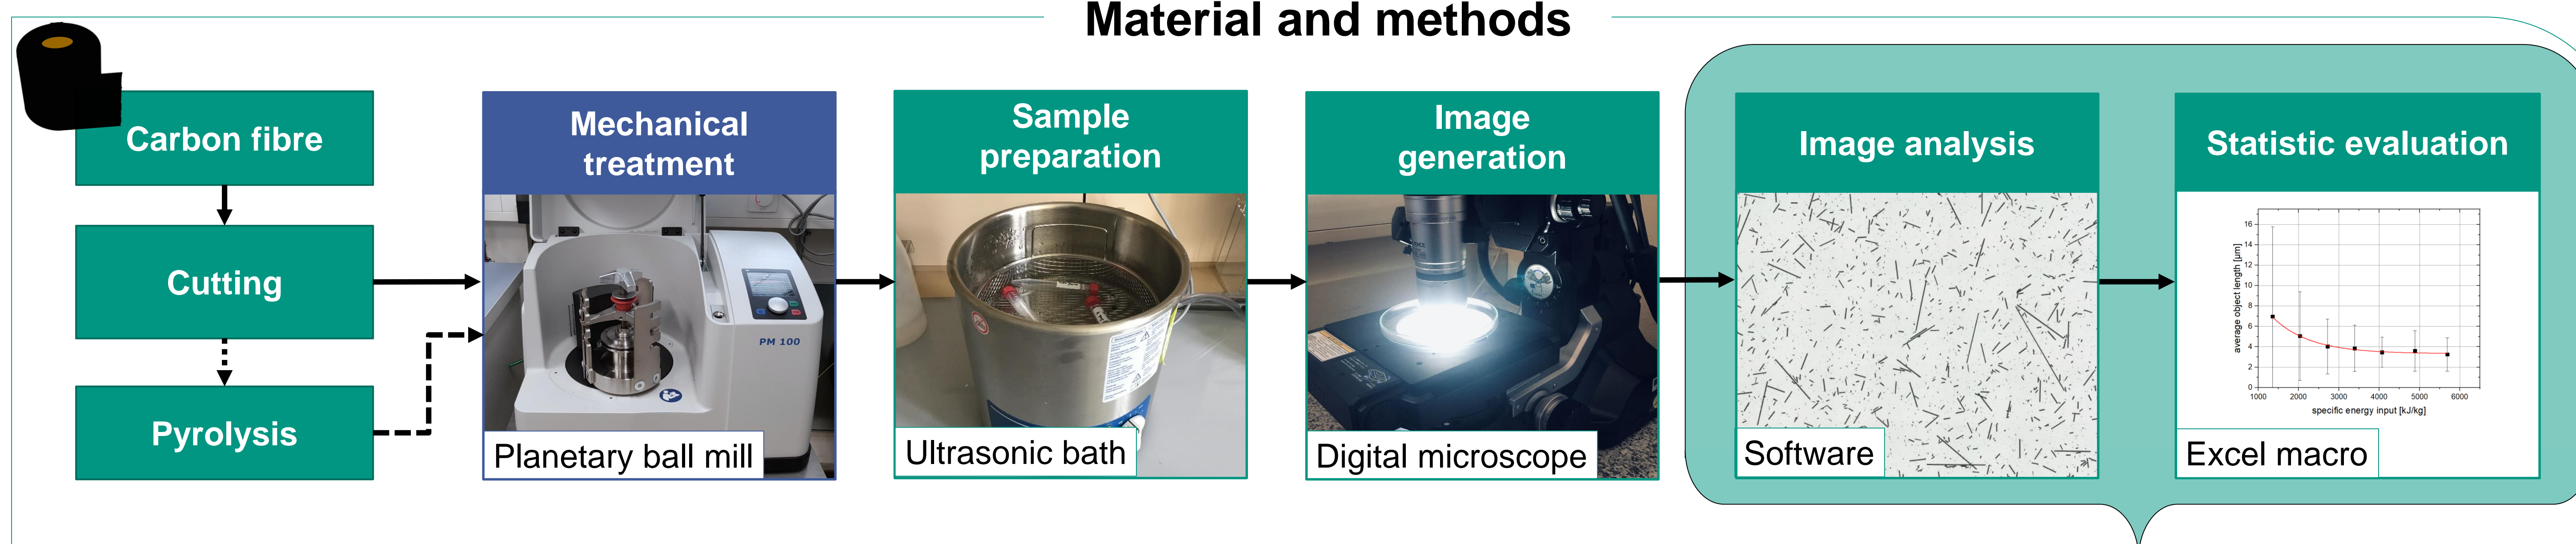 Material and methods
Carbon fibre
Cutting
Pyrolysis
Mechanical
treatment
PM 100
Planetary ball mill
Sample
preparation
Ultrasonic bath
Image
generation
Digital microscope
Image analysis
Software
Statistic evaluation
average object length [µm]
16
14
12
10
8
6
4
2
0
1000 2000 3000 4000 5000 6000
specific energy input [kJ/kg]
Excel macro